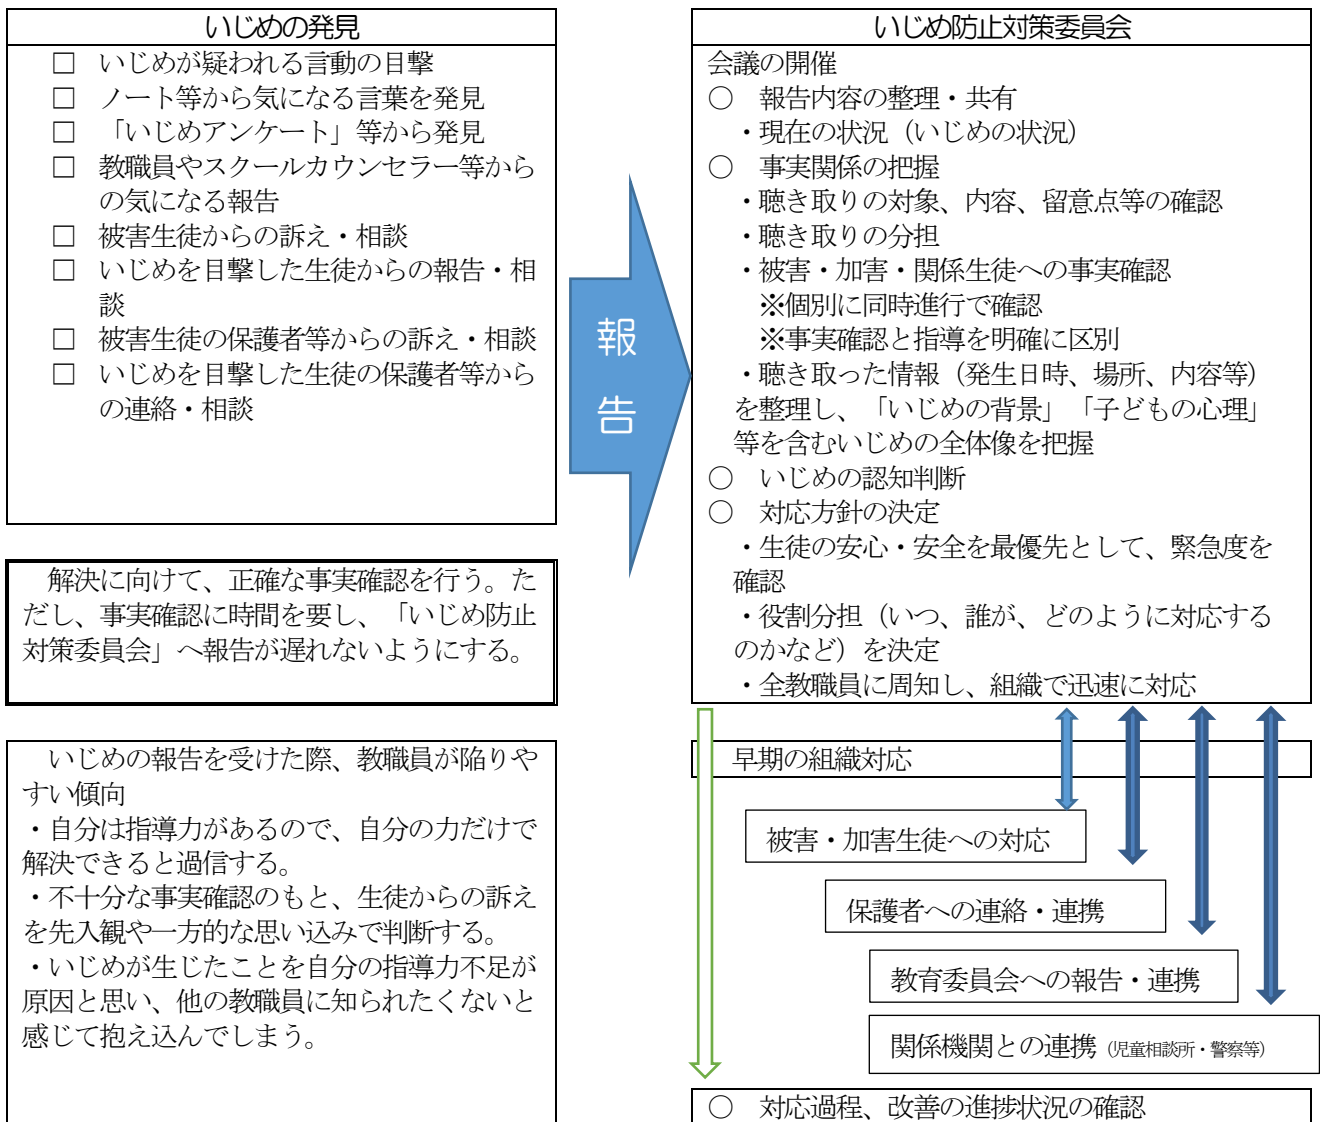 いじめの発見
□　いじめが疑われる言動の目撃
□　ノート等から気になる言葉を発見
□　「いじめアンケート」等から発見
□　教職員やスクールカウンセラー等から
の気になる報告
□　被害生徒からの訴え・相談
□　いじめを目撃した生徒からの報告・相
談
□　被害生徒の保護者等からの訴え・相談
□　いじめを目撃した生徒の保護者等から
の連絡・相談
解決に向けて、正確な事実確認を行う。た
だし、事実確認に時間を要し、「いじめ防止
対策委員会」へ報告が遅れないようにする。
いじめの報告を受けた際、教職員が陥りや
すい傾向
・自分は指導力があるので、自分の力だけで
解決できると過信する。
・不十分な事実確認のもと、生徒からの訴え
を先入観や一方的な思い込みで判断する。
・いじめが生じたことを自分の指導力不足が
原因と思い、他の教職員に知られたくないと
感じて抱え込んでしまう。
報
告
いじめ防止対策委員会
会議の開催
○　報告内容の整理・共有
・現在の状況（いじめの状況）
○　事実関係の把握
・聴き取りの対象、内容、留意点等の確認
・聴き取りの分担
・被害・加害・関係生徒への事実確認
※個別に同時進行で確認
※事実確認と指導を明確に区別
・聴き取った情報（発生日時、場所、内容等）
を整理し、「いじめの背景」「子どもの心理」
等を含むいじめの全体像を把握
○　いじめの認知判断
○　対応方針の決定
・生徒の安心・安全を最優先として、緊急度を
確認
・役割分担（いつ、誰が、どのように対応する
のかなど）を決定
・全教職員に周知し、組織で迅速に対応
早期の組織対応
被害・加害生徒への対応
保護者への連絡・連携
教育委員会への報告・連携
関係機関との連携（児童相談所・警察等）
○　対応過程、改善の進捗状況の確認